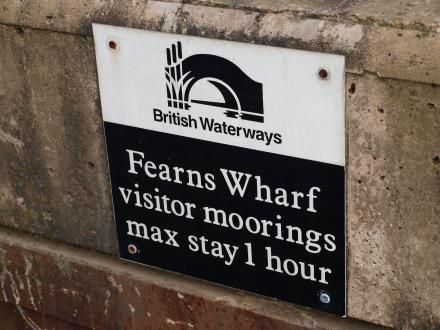 British Waterways
Fearns Wharf
visitor moorings
max stay 1 hour